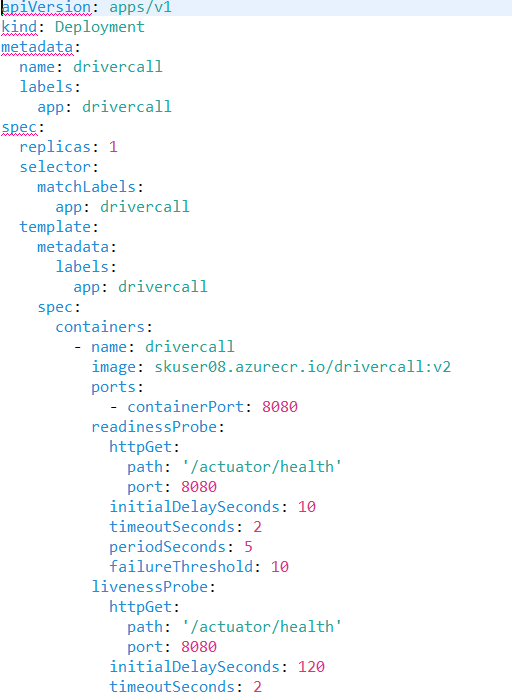 apiVersion: apps/v1
kind: Deployment
metadata:
  name: drivercall
  labels:
    app: drivercall
spec:
  replicas: 1
  selector:
    matchLabels:
      app: drivercall
  template:
    metadata:
      labels:
        app: drivercall
    spec:
      containers:
        - name: drivercall
          image: skuser08.azurecr.io/drivercall:v2
          ports:
            - containerPort: 8080
          readinessProbe:
            httpGet:
              path: '/actuator/health'
              port: 8080
            initialDelaySeconds: 10
            timeoutSeconds: 2
            periodSeconds: 5
            failureThreshold: 10
          livenessProbe:
            httpGet:
              path: '/actuator/health'
              port: 8080
            initialDelaySeconds: 120
            timeoutSeconds: 2